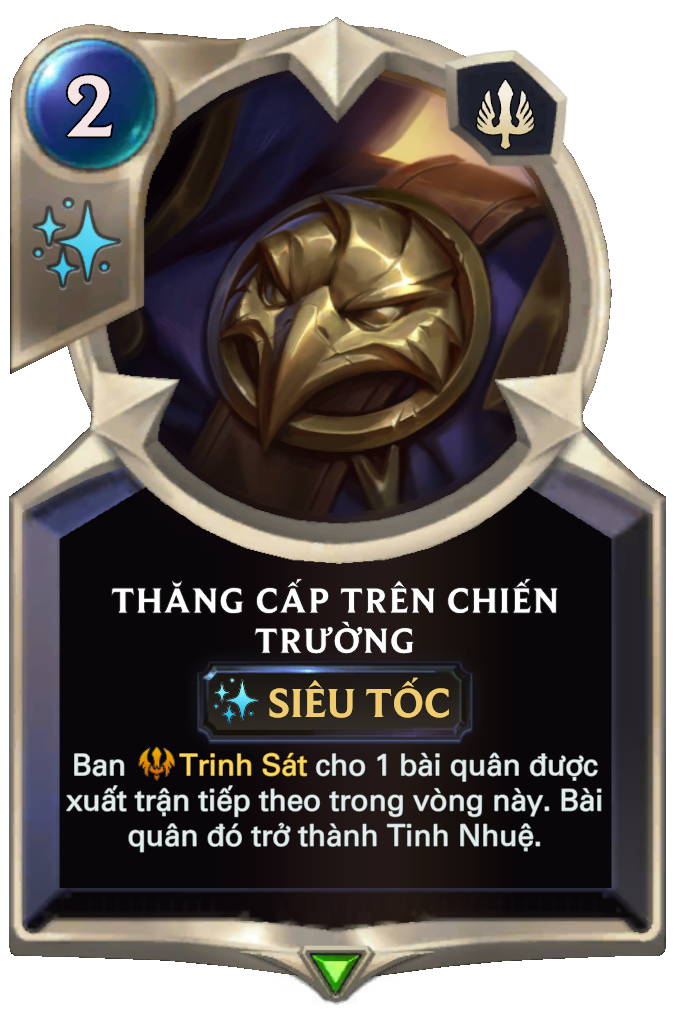 2
THĂNG CẤP TRÊN CHIẾN
TRƯỜNG
SIÊU TỐC
Ban Trinh Sát cho 1 bài quân được
xuất trận tiếp theo trong vòng này. Bài
quân đó trở thành Tinh Nhuệ.